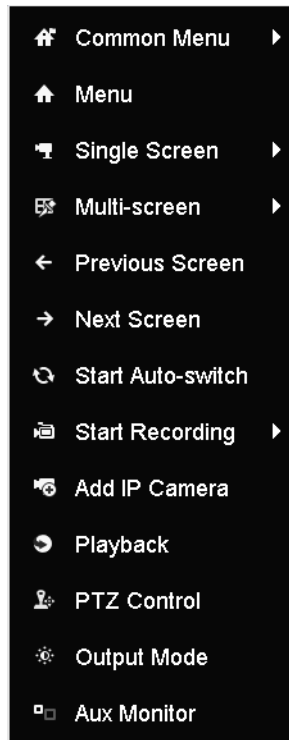 Common Menu
Menu
Single Screen
Multi-screen
Previous Screen
Next Screen
Start Auto-switch
Start Recording
Add IP Camera
Playback
PTZ Control
Output Mode
Aux Monitor